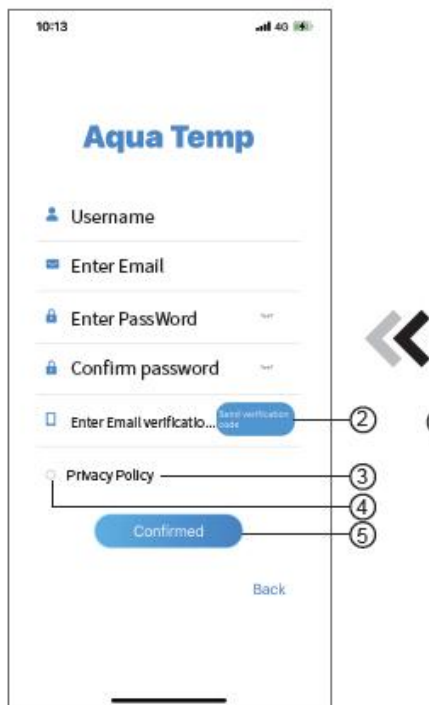 10:13 4G
Aqua Temp
Username
Enter Email
Enter PassWord
Confirm password
Enter Email verificatio... Send verification
code
②
Privacy Policy
③
④
Confirmed
⑤
Back